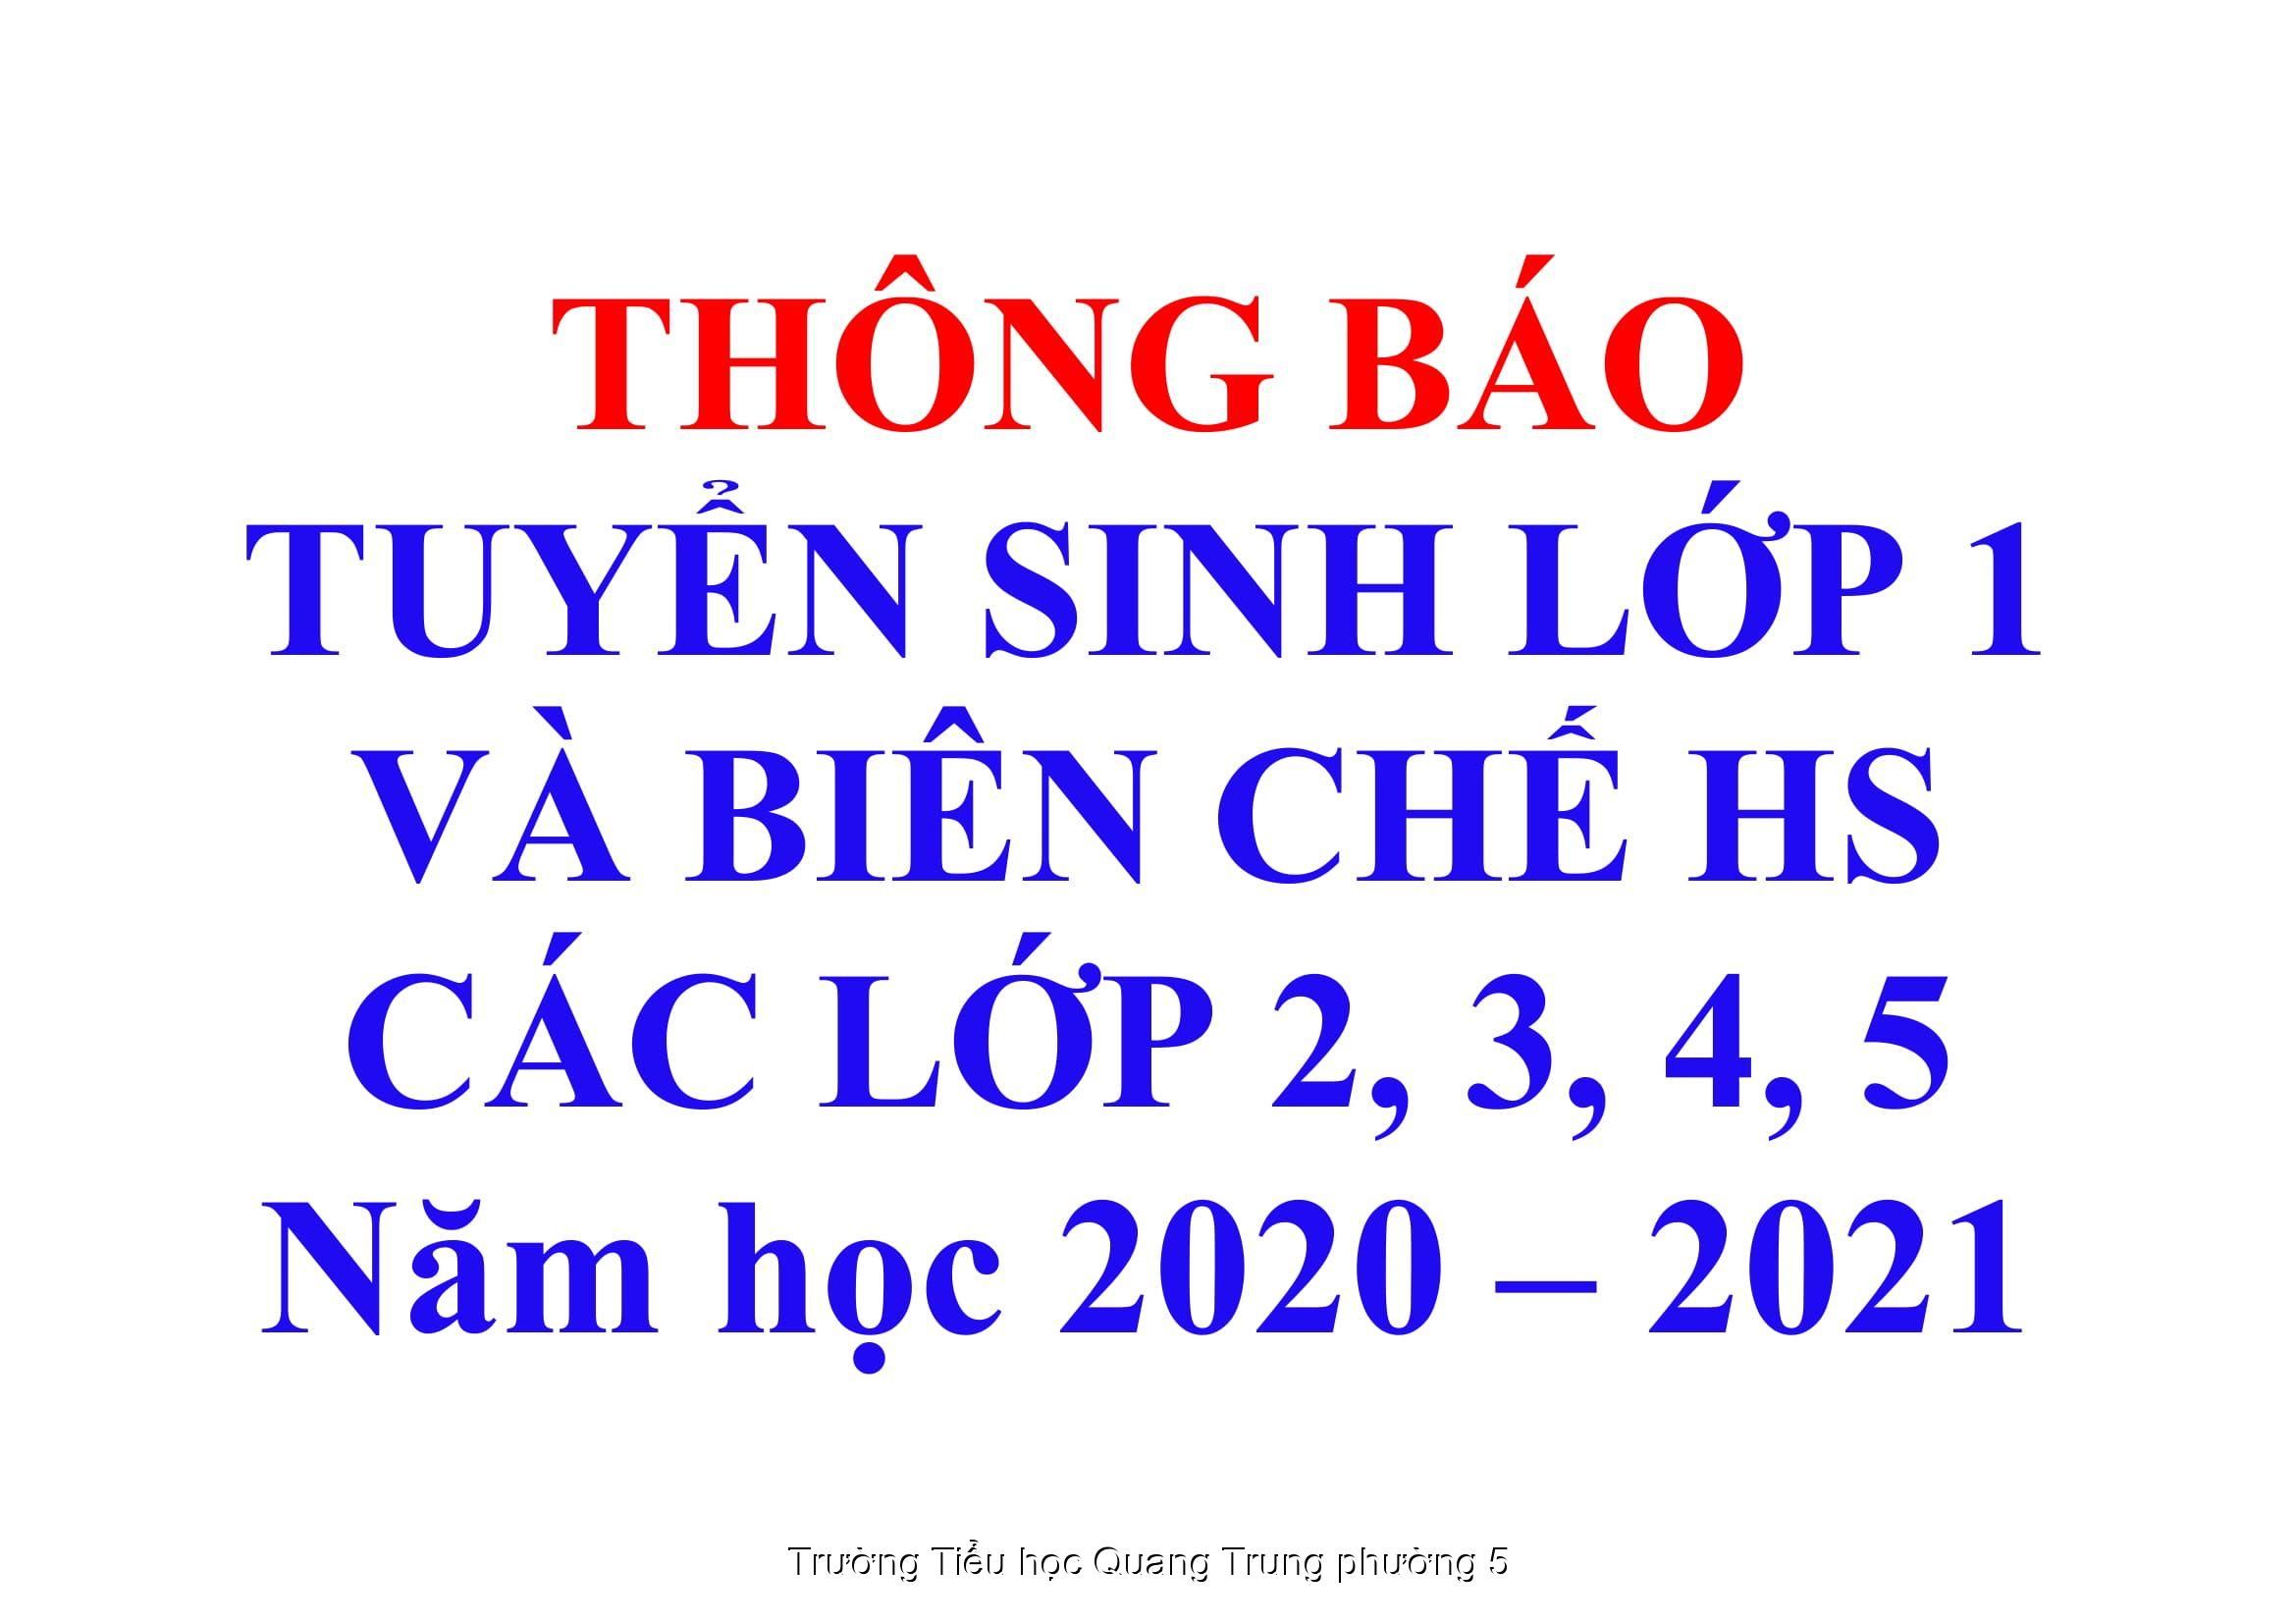 THÔNG BÁO
TUYỂN SINH LỚP 1
VÀ BIÊN CHẾ HS
CÁC LỚP 2, 3, 4, 5
Năm học 2020 – 2021
Trường Tiểu học Quang Trung phường 5